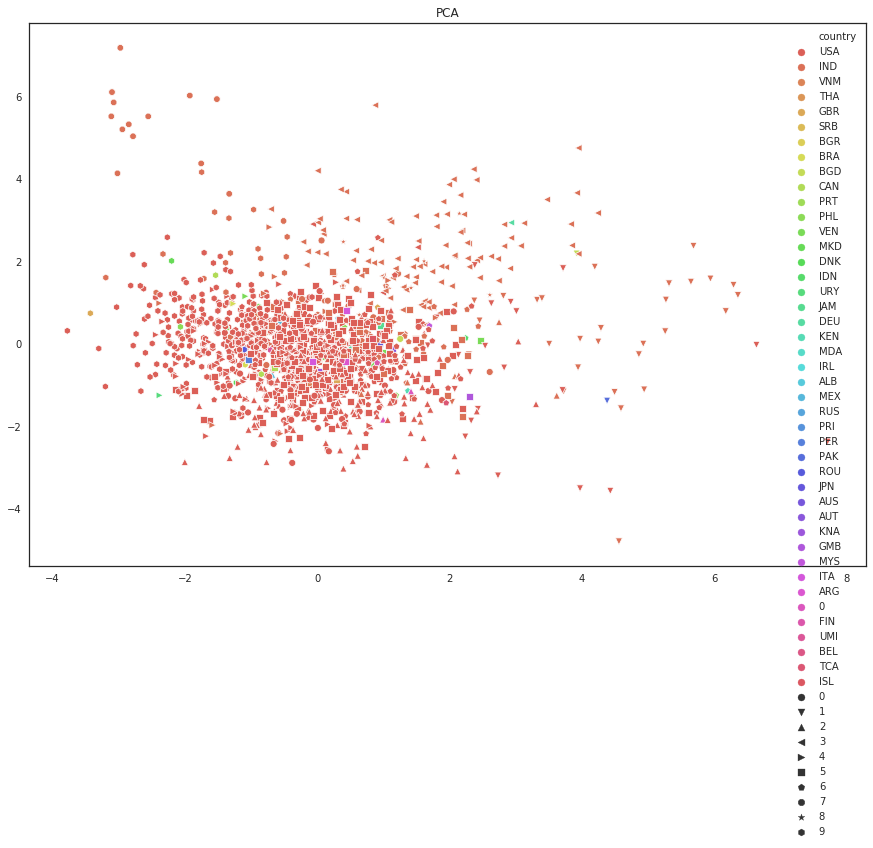 PCA
country
USA
IND
VNM
THA
GBR
SRB
BGR
BRA
BGD
CAN
PRT
PHL
VEN
MKD
DNK
IDN
URY
JAM
DEU
KEN
MDA
IRL
ALB
MEX
RUS
PRI
PER
PAK
ROU
JPN
AUS
AUT
KNA
GMB
MYS
ITA
ARG
0
FIN
UMI
BEL
TCA
ISL
0
1
2
3
4
5
6
7
8
9
6
4
2
0
−2
−4
−4 −2 0 2 4 6 8